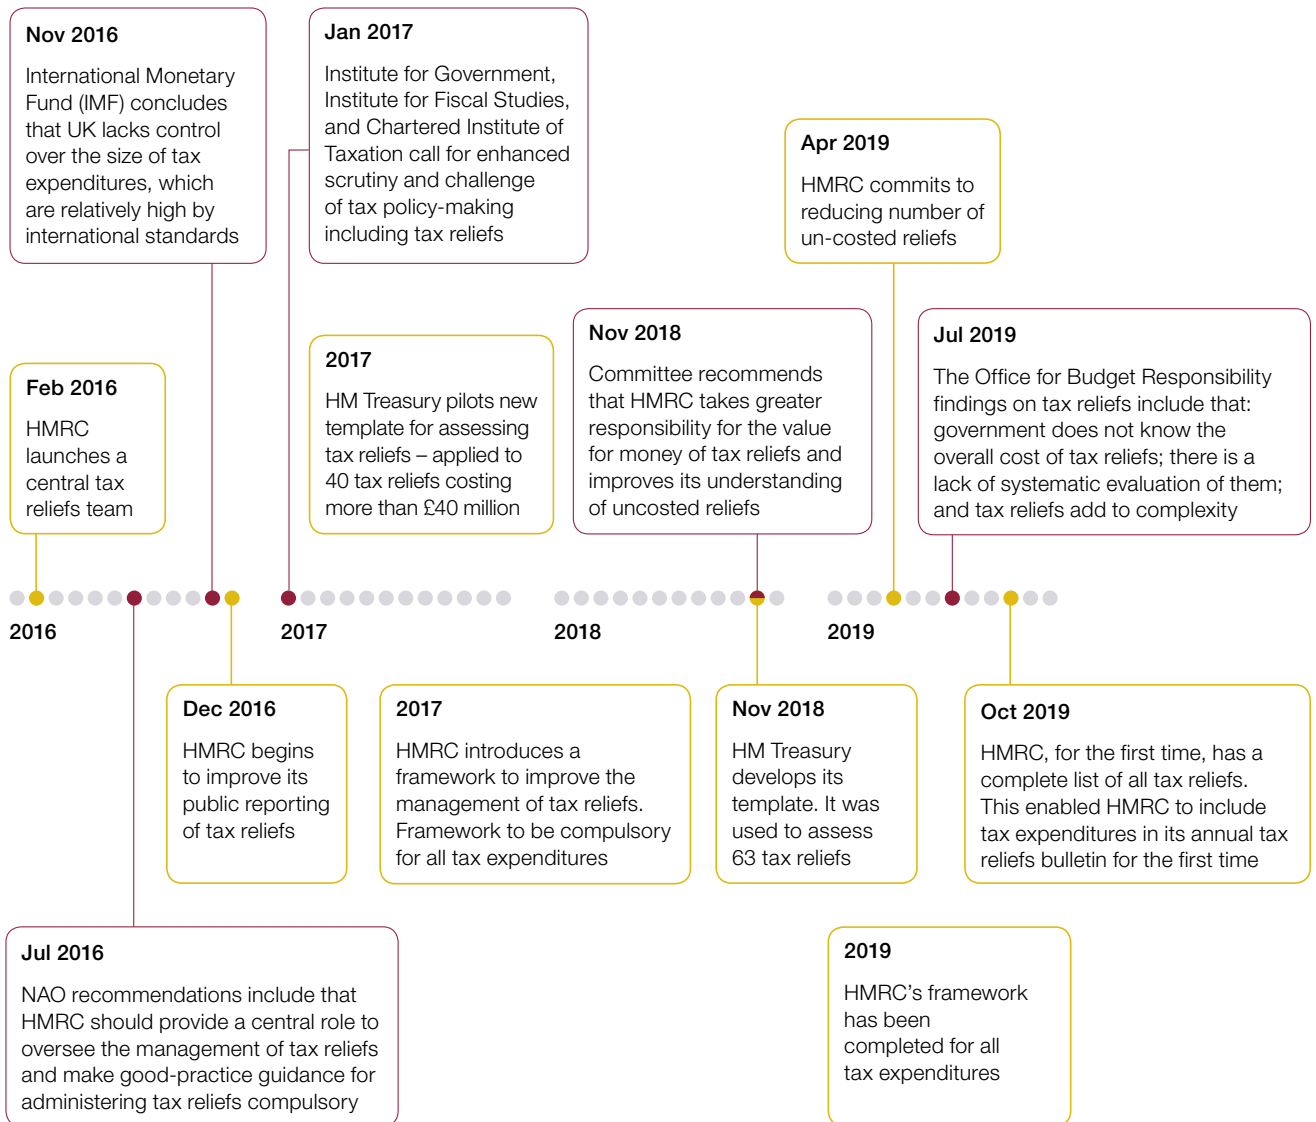 Nov 2016
International Monetary
Fund (IMF) concludes
that UK lacks control
over the size of tax
expenditures, which
are relatively high by
international standards
Jan 2017
Institute for Government,
Institute for Fiscal Studies,
and Chartered Institute of
Taxation call for enhanced
scrutiny and challenge
of tax policy-making
including tax reliefs
Apr 2019
HMRC commits to
reducing number of
un-costed reliefs
Feb 2016
HMRC
launches a
central tax
reliefs team
2017
HM Treasury pilots new
template for assessing
tax reliefs – applied to
40 tax reliefs costing
more than £40 million
Nov 2018
Committee recommends
that HMRC takes greater
responsibility for the value
for money of tax reliefs and
improves its understanding
of uncosted reliefs
Jul 2019
The Office for Budget Responsibility
findings on tax reliefs include that:
government does not know the
overall cost of tax reliefs; there is a
lack of systematic evaluation of them;
and tax reliefs add to complexity
2016
2017
2018
2019
Dec 2016
HMRC begins
to improve its
public reporting
of tax reliefs
2017
HMRC introduces a
framework to improve the
management of tax reliefs.
Framework to be compulsory
for all tax expenditures
Nov 2018
HM Treasury
develops its
template. It was
used to assess
63 tax reliefs
Oct 2019
HMRC, for the first time, has a
complete list of all tax reliefs.
This enabled HMRC to include
tax expenditures in its annual tax
reliefs bulletin for the first time
Jul 2016
NAO recommendations include that
HMRC should provide a central role to
oversee the management of tax reliefs
and make good-practice guidance for
administering tax reliefs compulsory
2019
HMRC's framework
has been
completed for all
tax expenditures